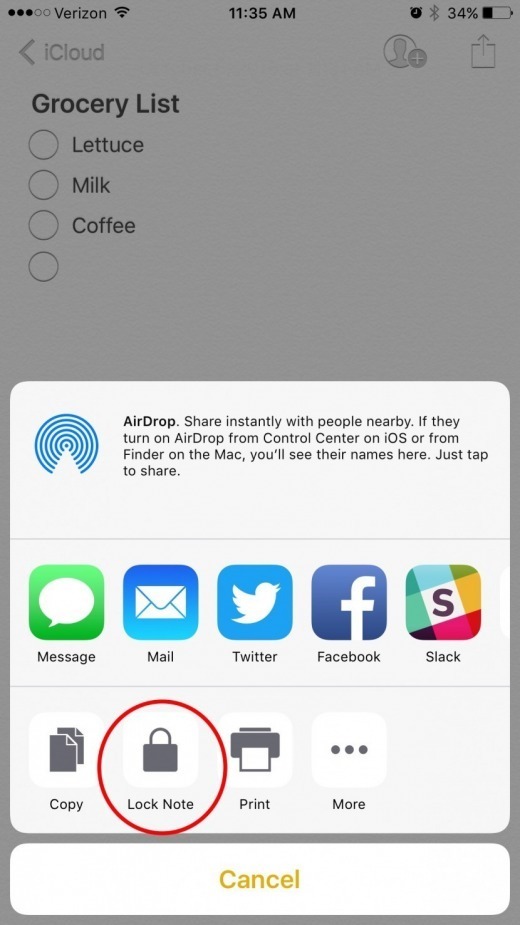 Verizon 11:35 AM 34%
iCloud
Grocery List
Lettuce
Milk
Coffee
AirDrop. Share instantly with people nearby. If they
turn on AirDrop from Control Center on iOS or from
Finder on the Mac, you'll see their names here. Just tap
to share.
Message Mail Twitter Facebook Slack
Copy Lock Note Print More
Cancel